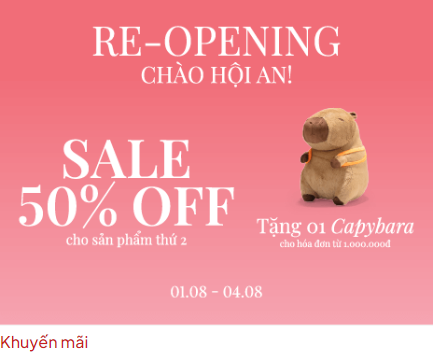 RE-OPENING
CHÀO HỘI AN!
SALE
50% OFF
cho sản phẩm thứ 2
Tặng 01 Capybara
cho hóa đơn từ 1.000.000đ
01.08 - 04.08
Khuyến mãi